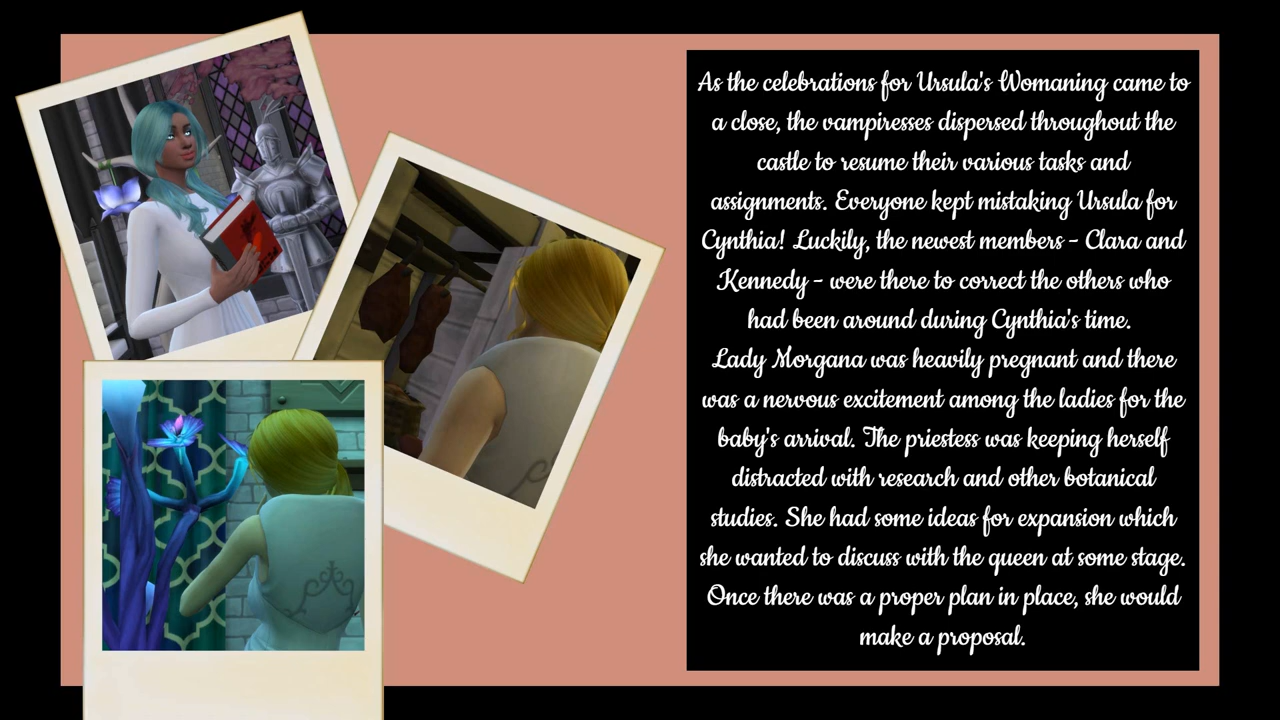 As the celebrations for Ursula's Womaning came to
a close, the vampiresses dispersed throughout the
castle to resume their various tasks and
assignments. Everyone kept mistaking Ursula for
Cynthia! Luckily, the newest members - Clara and
Kennedy - were there to correct the others who
had been around during Cynthia's time.
Lady Morgana was heavily pregnant and there
was a nervous excitement among the ladies for the
baby's arrival. The priestess was keeping herself
distracted with research and other botanical
studies. She had some ideas for expansion which
she wanted to discuss with the queen at some stage.
Once there was a proper plan in place, she would
make a proposal.